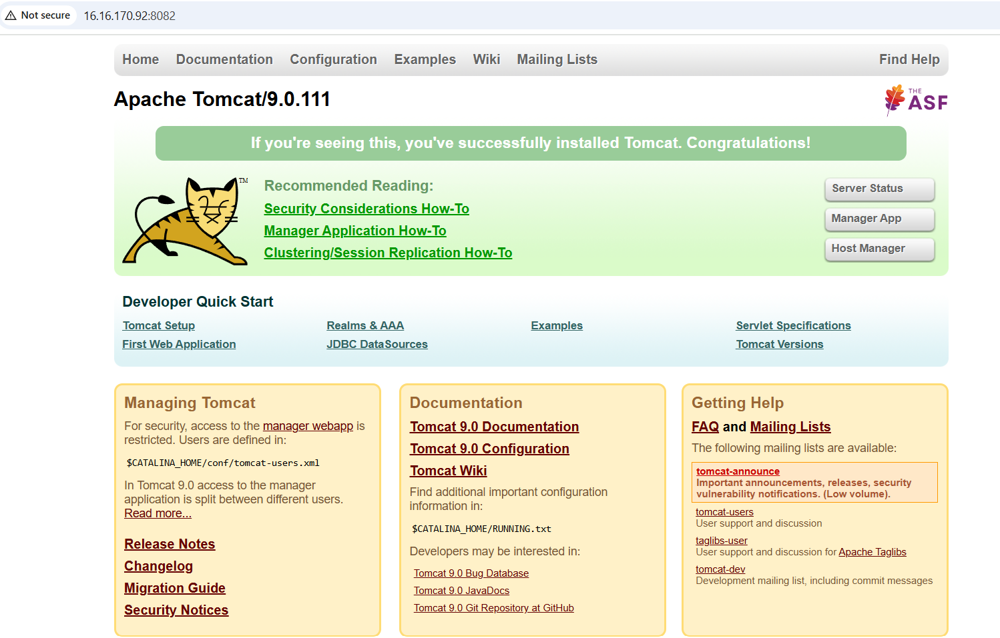 Not secure 16.16.170.92:8082
Home Documentation Configuration Examples Wiki Mailing Lists Find Help
Apache Tomcat/9.0.111
THE
ASF
If you're seeing this, you've successfully installed Tomcat. Congratulations!
TM
Recommended Reading:
Security Considerations How-To
Manager Application How-To
Clustering/Session Replication How-To
Server Status
Manager App
Host Manager
Developer Quick Start
Tomcat Setup
First Web Application
Realms & AAA
JDBC DataSources
Examples
Servlet Specifications
Tomcat Versions
Managing Tomcat
For security, access to the manager webapp is
restricted. Users are defined in:
$CATALINA_HOME/conf/tomcat-users.xml
In Tomcat 9.0 access to the manager
application is split between different users.
Read more...
Release Notes
Changelog
Migration Guide
Security Notices
Documentation
Tomcat 9.0 Documentation
Tomcat 9.0 Configuration
Tomcat Wiki
Find additional important configuration
information in:
$CATALINA_HOME/RUNNING.txt
Developers may be interested in:
Tomcat 9.0 Bug Database
Tomcat 9.0 JavaDocs
Tomcat 9.0 Git Repository at GitHub
Getting Help
FAQ and Mailing Lists
The following mailing lists are available:
tomcat-announce
Important announcements, releases, security
vulnerability notifications. (Low volume).
tomcat-users
User support and discussion
taglibs-user
User support and discussion for Apache Taglibs
tomcat-dev
Development mailing list, including commit messages